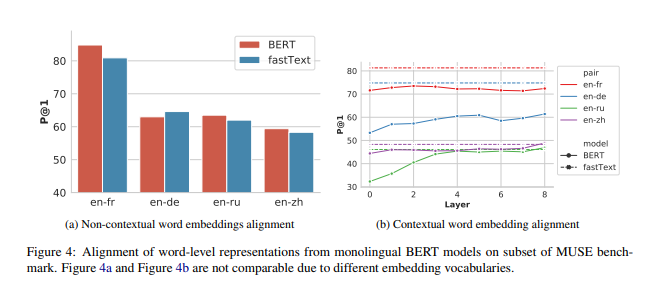 BERT
fastText
P@1
80
70
60
50
40
en-fr
en-de
en-ru
en-zh
(a) Non-contextual word embeddings alignment
P@1
80
70
60
50
40
30
0
2
4
6
8
Layer
pair
en-fr
en-de
en-ru
en-zh
model
BERT
fastText
(b) Contextual word embedding alignment
Figure 4: Alignment of word-level representations from monolingual BERT models on subset of MUSE bench-
mark. Figure 4a and Figure 4b are not comparable due to different embedding vocabularies.